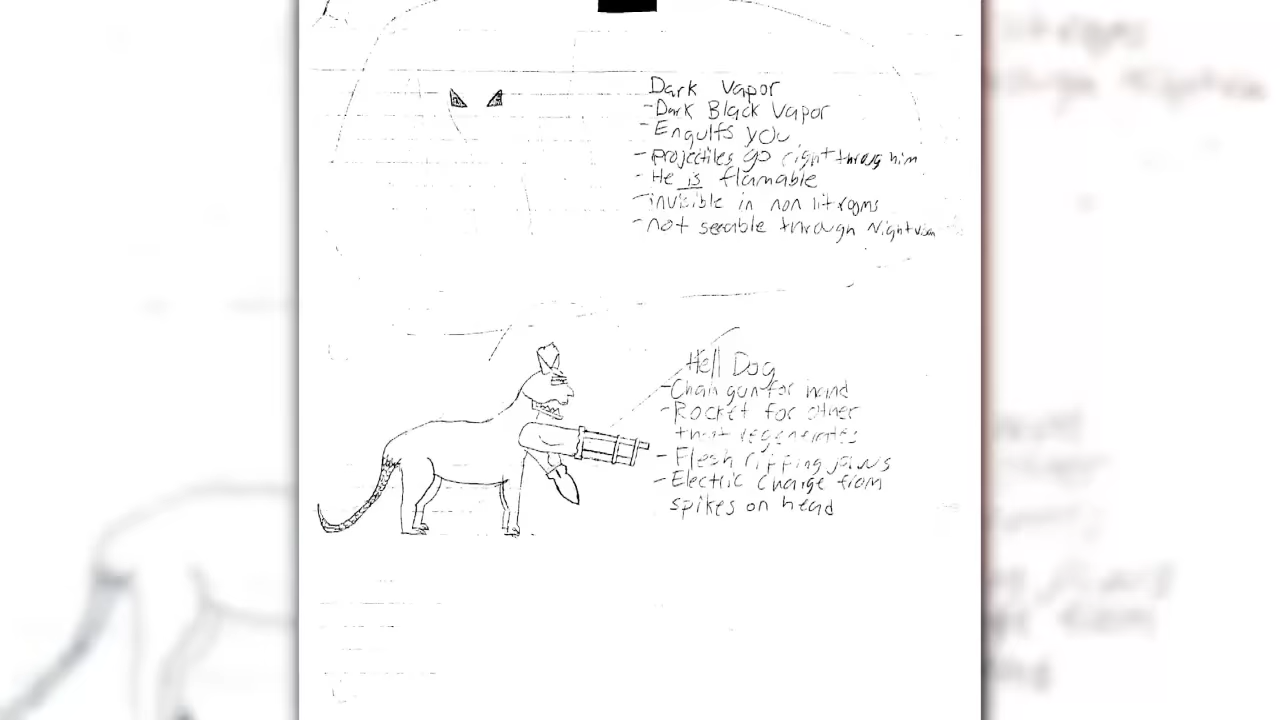 Dark Vapor
- Dark Black Vapor
- Engulfs you
- projectiles go right throug him
- He is flamable
- invisible in non lit rooms
- not seeable through Nightvision
Hell Dog
- Chain gun for hand
- Rocket for other
that regenerates
- Flesh ripping jaws
- Electric Charge from
spikes on head